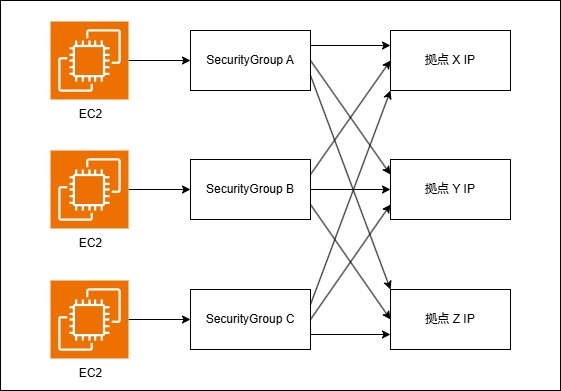 SecurityGroup A
拠点 X IP
EC2
SecurityGroup B
拠点 Y IP
EC2
SecurityGroup C
拠点 Z IP
EC2